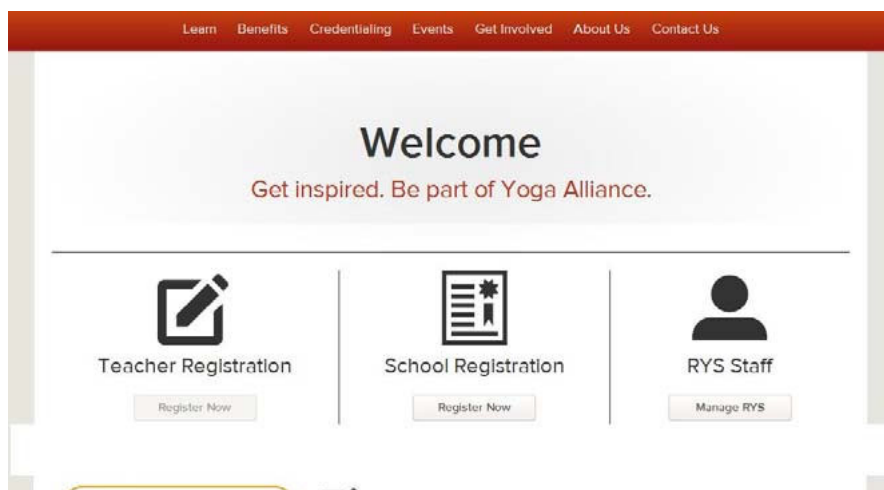 Learn Benefits Credentialing Events Get Involved About Us Contact Us
Welcome
Get inspired. Be part of Yoga Alliance.
Teacher Registration
Register Now
School Registration
Register Now
RYS Staff
Manage RYS